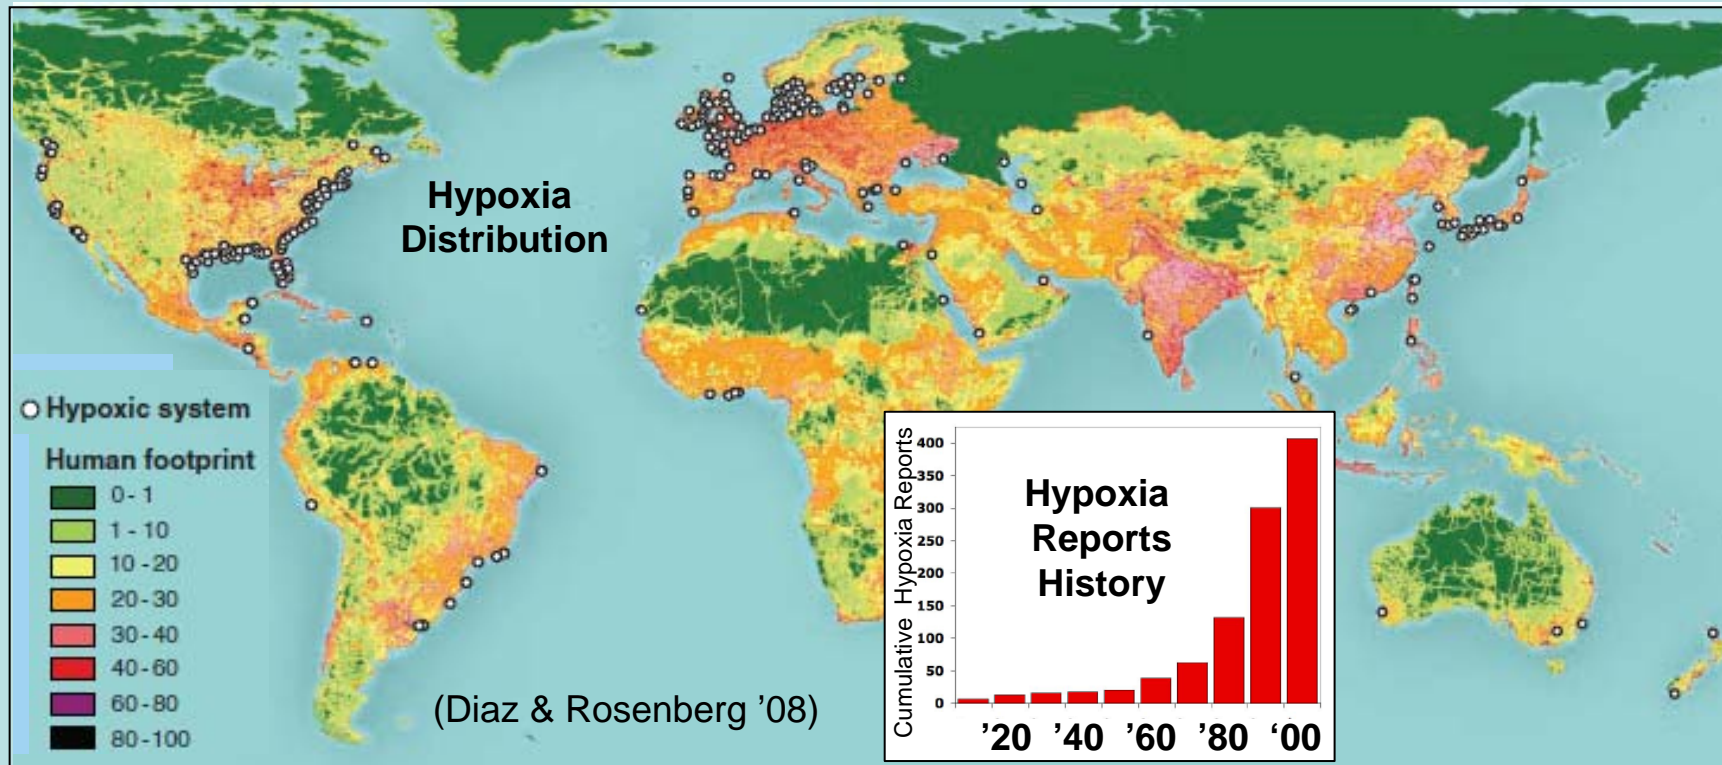 Hypoxia
Distribution
Hypoxic system
Human footprint
0 - 1
1 - 10
10 - 20
20 - 30
30 - 40
40 - 60
60 - 80
80 - 100
(Diaz & Rosenberg '08)
Cumulative Hypoxia Reports
400
350
300
250
200
150
100
50
0
Hypoxia
Reports
History
’20 ’40 ’60 ’80 ‘00